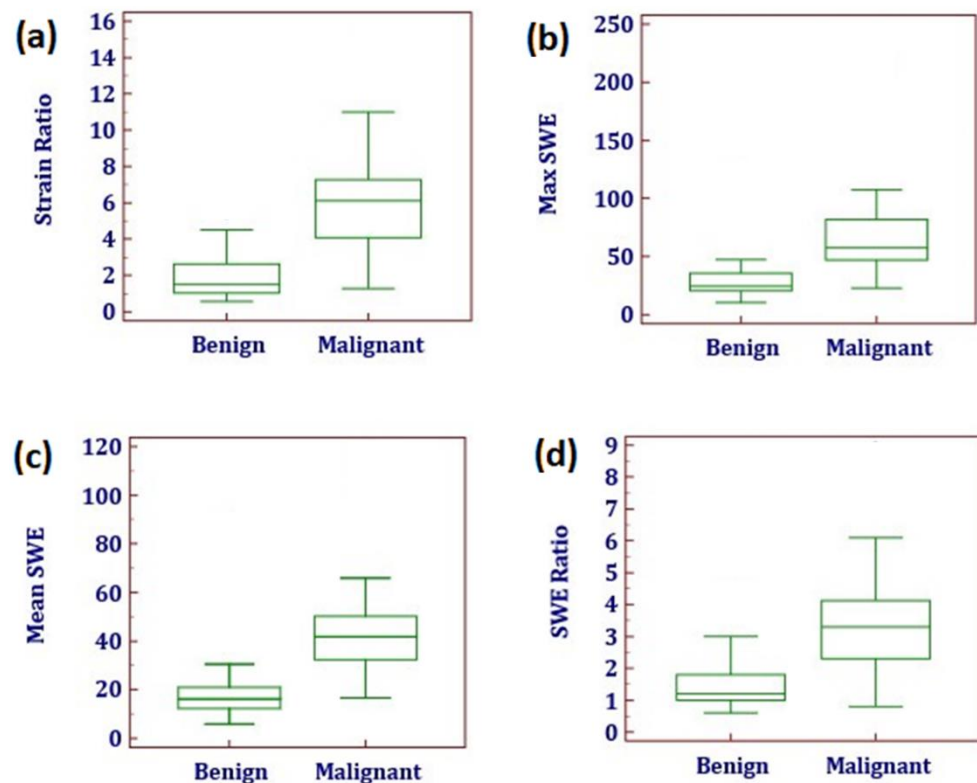 (a)
Strain Ratio
16
14
12
10
8
6
4
2
0
Benign Malignant
(b)
Max SWE
250
200
150
100
50
0
Benign Malignant
(c)
Mean SWE
120
100
80
60
40
20
0
Benign Malignant
(d)
SWE Ratio
9
8
7
6
5
4
3
2
1
0
Benign Malignant